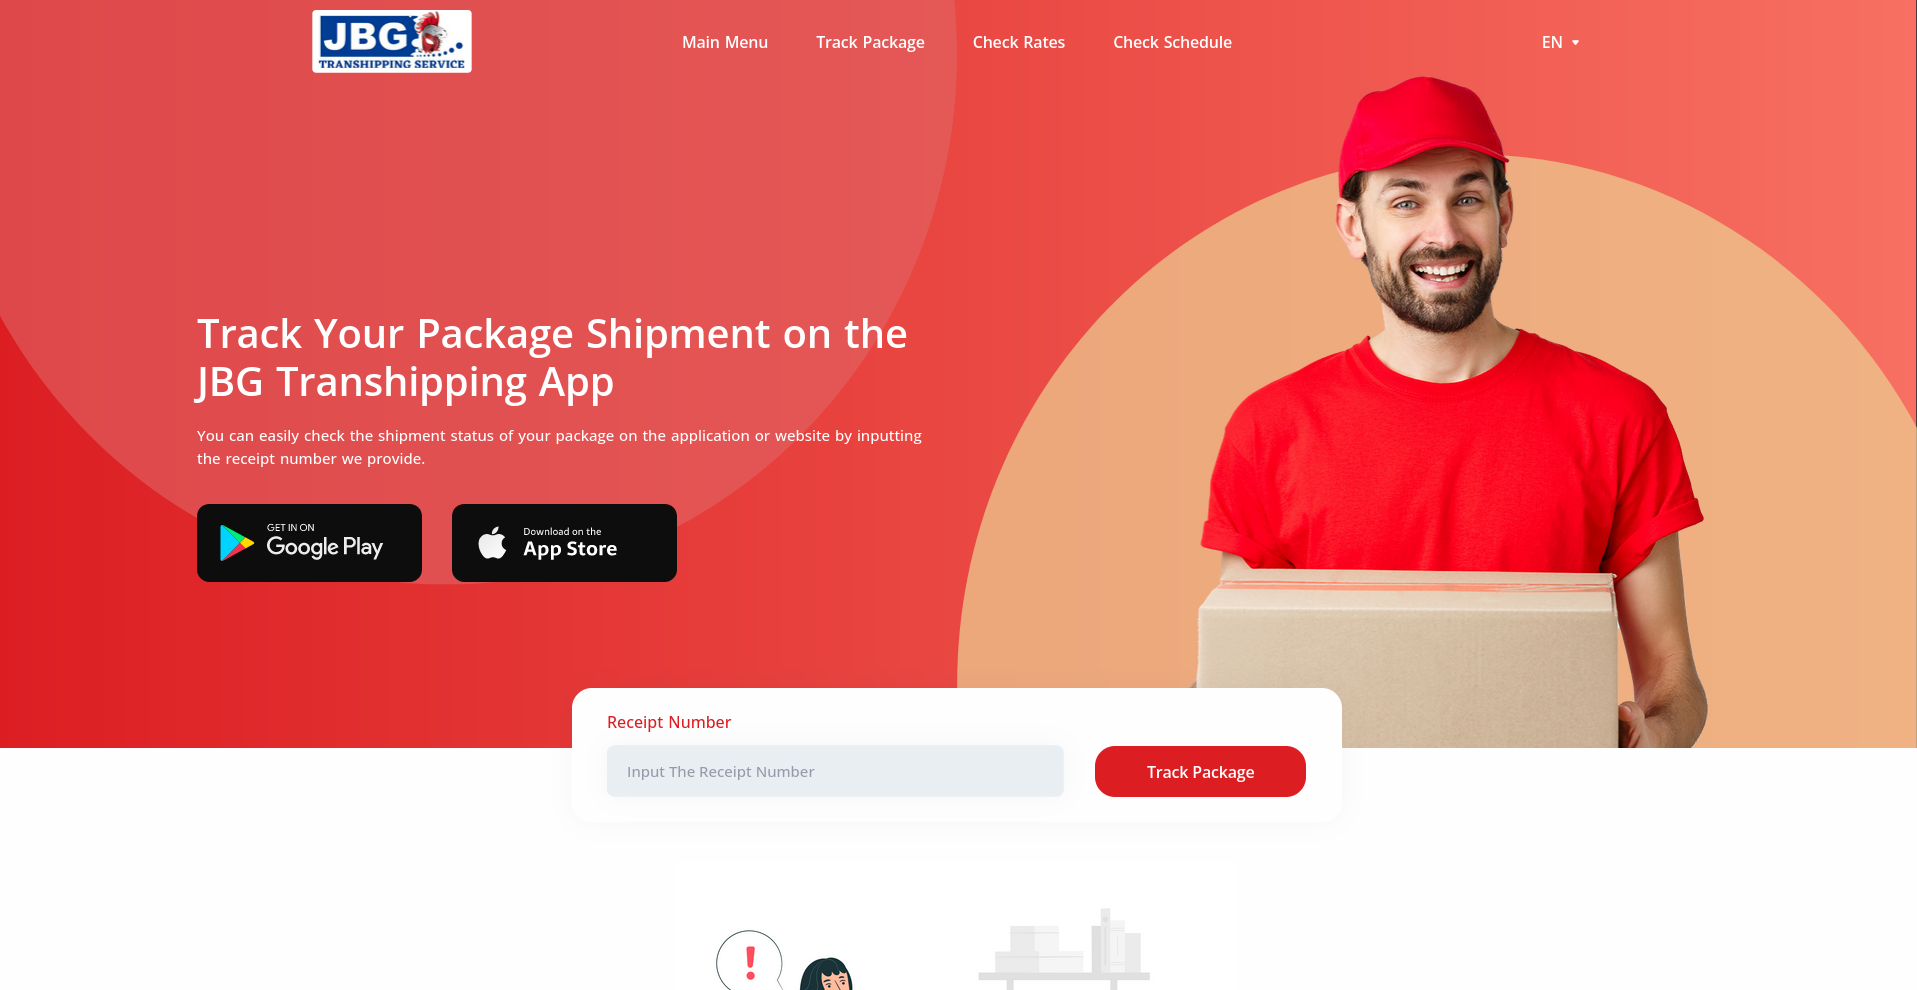 JBG
TRANSHIPPING SERVICE
Main Menu
Track Package
Check Rates
Check Schedule
EN
Track Your Package Shipment on the
JBG Transhipping App
You can easily check the shipment status of your package on the application or website by inputting
the receipt number we provide.
GET IN ON
Google Play
Download on the
App Store
Receipt Number
Input The Receipt Number
Track Package
!